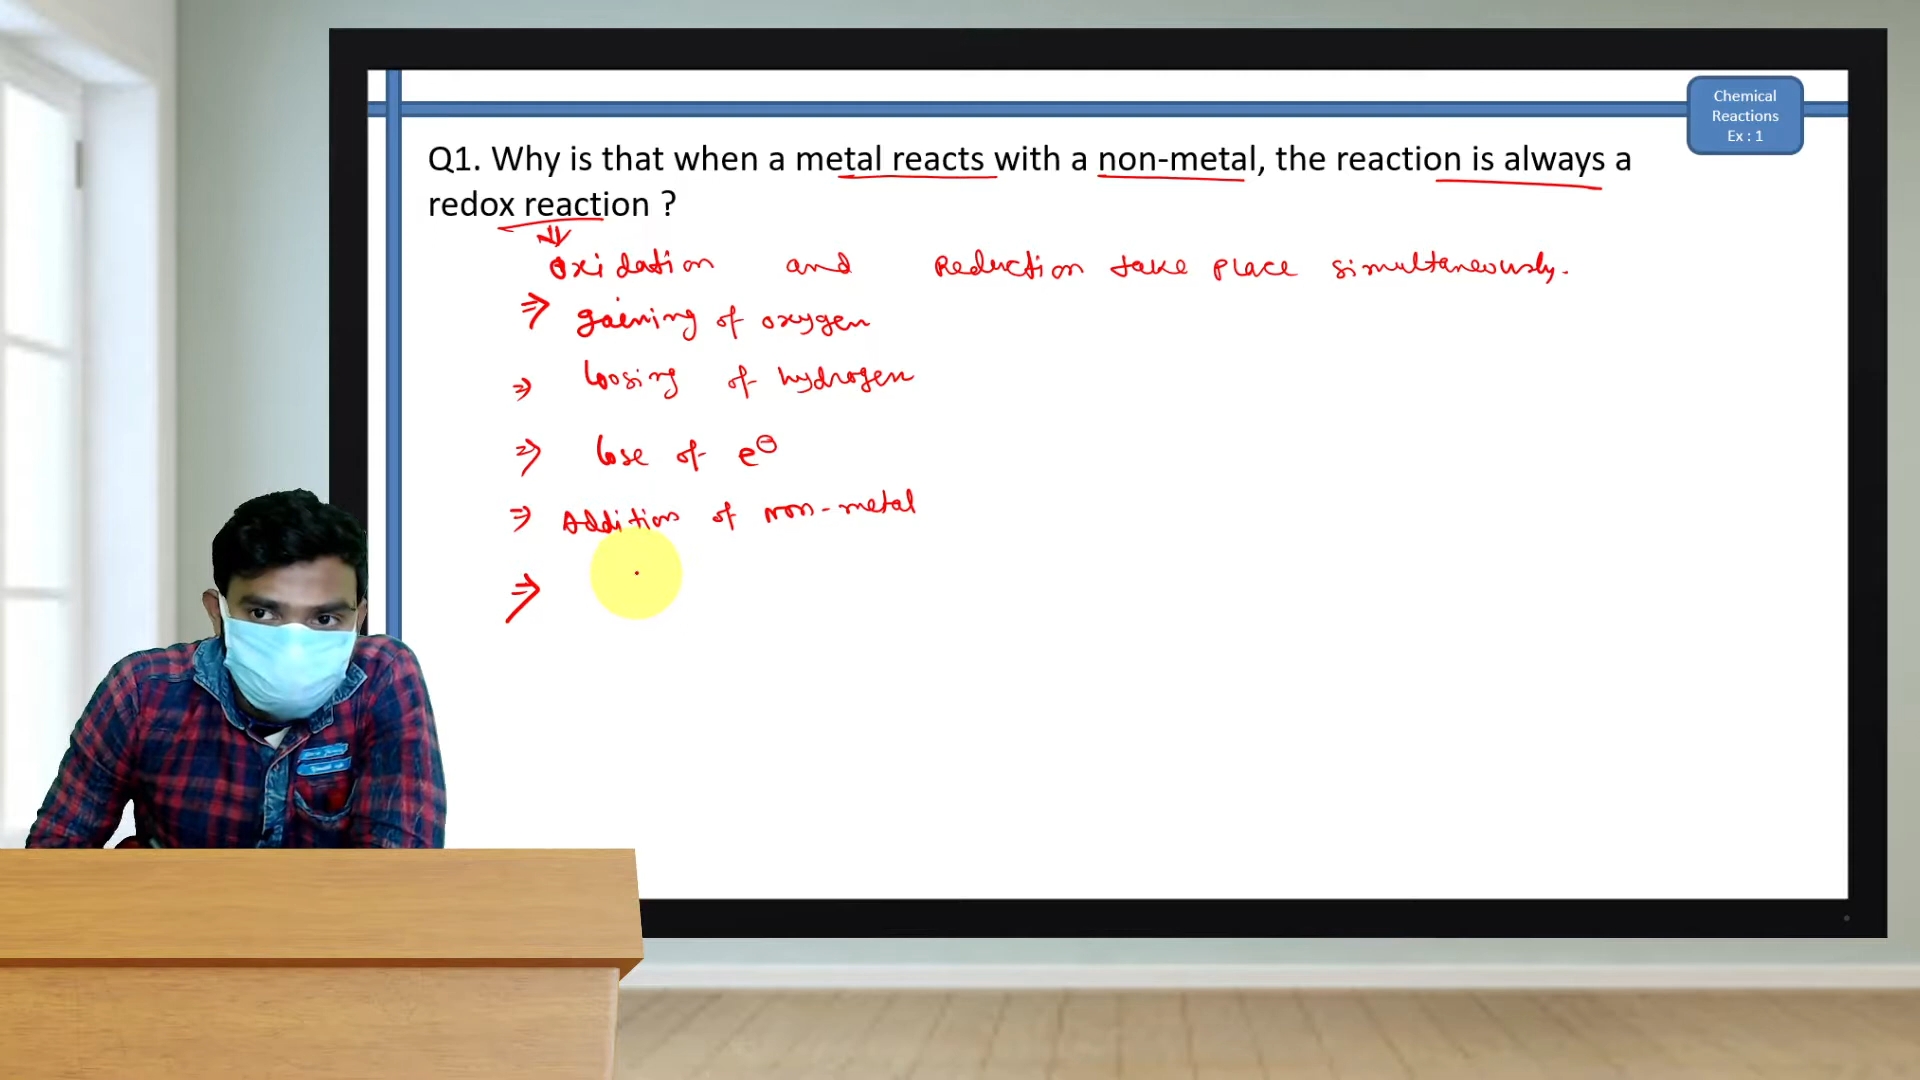 Chemical
Reactions
Ex : 1
Q1. Why is that when a metal reacts with a non-metal, the reaction is always a
redox reaction ?
Oxidation and Reduction take place simultaneously.
⇒ gaining of oxygen
⇒ loosing of hydrogen
⇒ lose of e⊖
⇒ Addition of non-metal
⇒